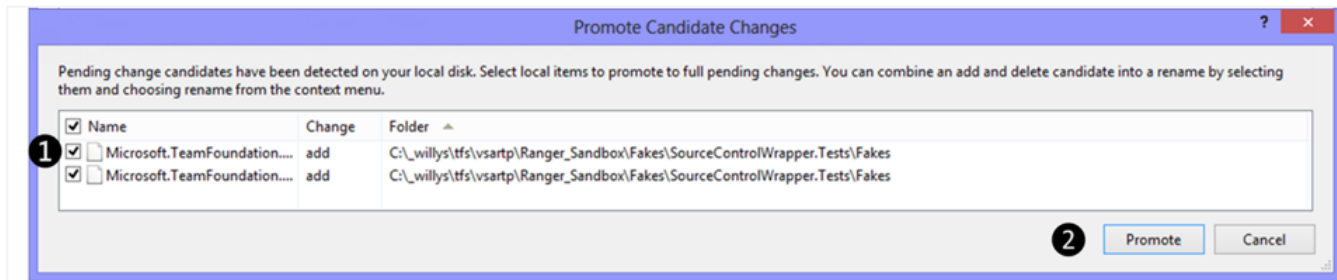 Promote Candidate Changes
?
Pending change candidates have been detected on your local disk. Select local items to promote to full pending changes. You can combine an add and delete candidate into a rename by selecting
them and choosing rename from the context menu.
Name Change Folder
1 Microsoft.TeamFoundation.... add C:\_willys\tfs\vsartp\Ranger_Sandbox\Fakes\SourceControlWrapper.Tests\Fakes
Microsoft.TeamFoundation.... add C:\_willys\tfs\vsartp\Ranger_Sandbox\Fakes\SourceControlWrapper.Tests\Fakes
2 Promote Cancel